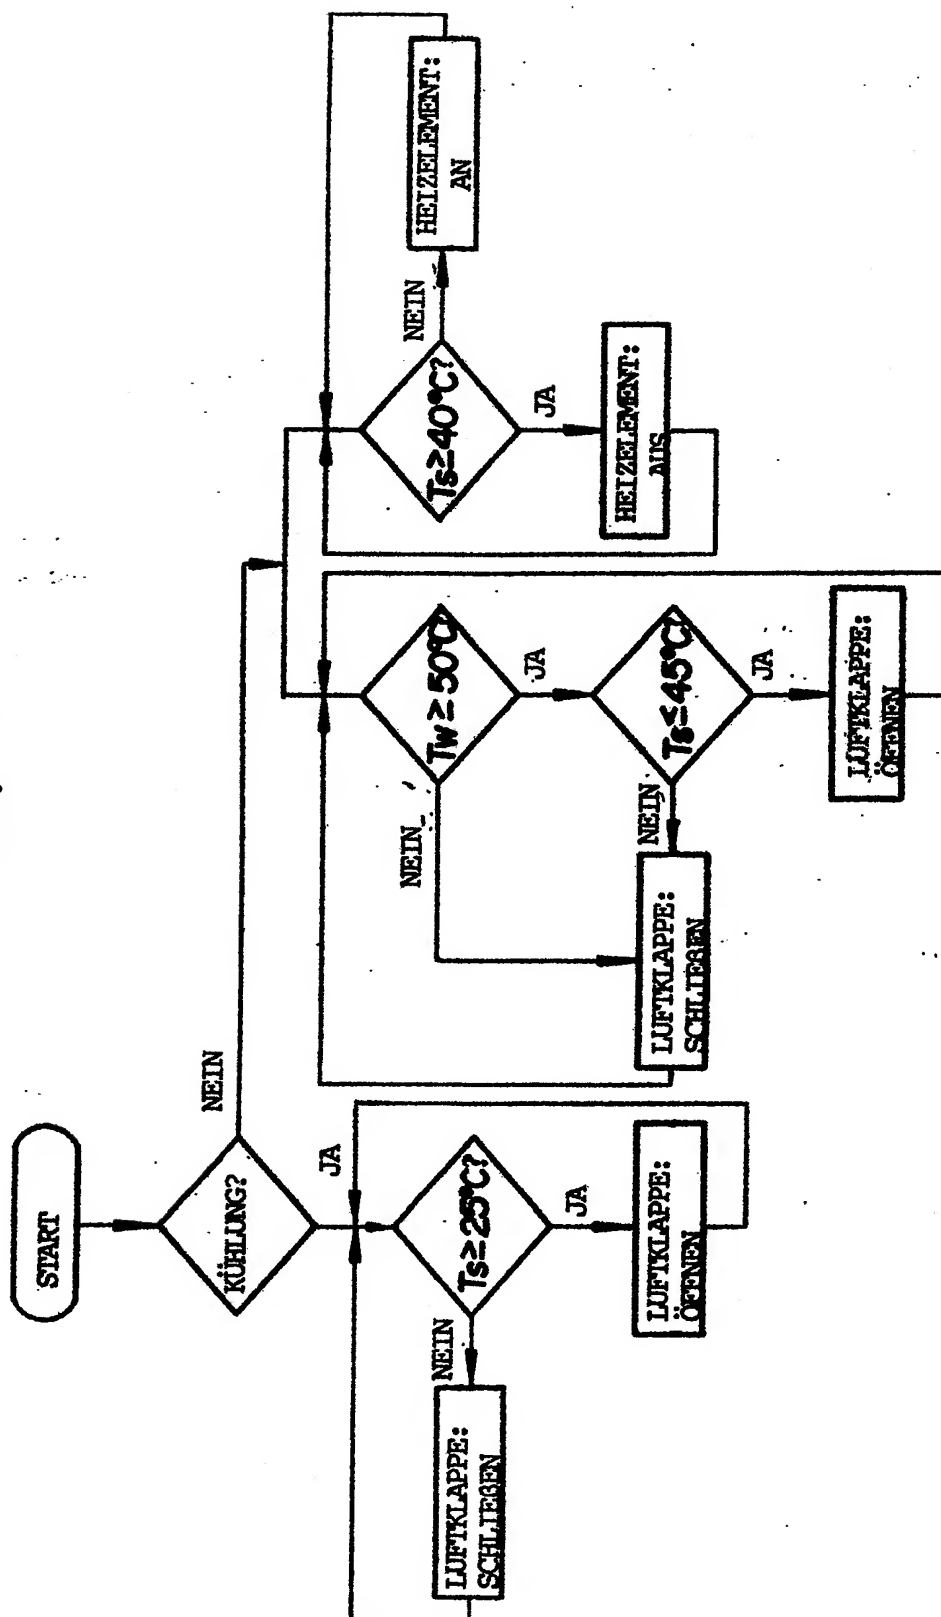 START
KÜHLUNG?
NEIN
JA
Ts≥25°C?
NEIN
JA
LUFTKLAPPE:
SCHLIEßEN
LUFTKLAPPE:
ÖFFNEN
Tw≥50°C?
NEIN
JA
Ts≤45°C?
NEIN
JA
LUFTKLAPPE:
SCHLIEßEN
LUFTKLAPPE:
ÖFFNEN
Ts≥40°C?
NEIN
JA
HEIZELEMENT:
AN
HEIZELEMENT:
AUS